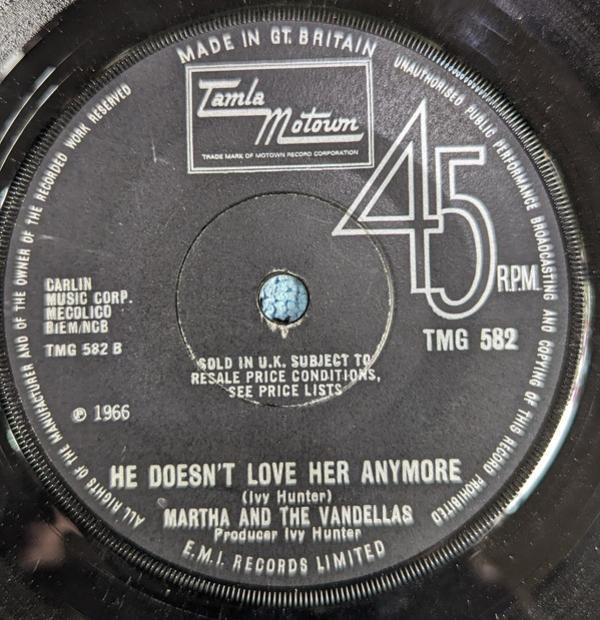 MADE IN GT. BRITAIN
UNAUTHORISED PUBLIC PERFORMANCE BROADCASTING AND COPYING OF THIS RECORD PROHIBITED
ALL RIGHTS OF THE MANUFACTURER AND OF THE OWNER OF THE RECORDED WORK RESERVED
Tamla
Motown
TRADE MARK OF MOTOWN RECORD CORPORATION
45
R.P.M.
CARLIN
MUSIC CORP.
MECOLICO
BIEM/NCB
TMG 582 B
TMG 582
SOLD IN U.K. SUBJECT TO
RESALE PRICE CONDITIONS,
SEE PRICE LISTS
℗ 1966
HE DOESN'T LOVE HER ANYMORE
(Ivy Hunter)
MARTHA AND THE VANDELLAS
Producer Ivy Hunter
E.M.I. RECORDS LIMITED